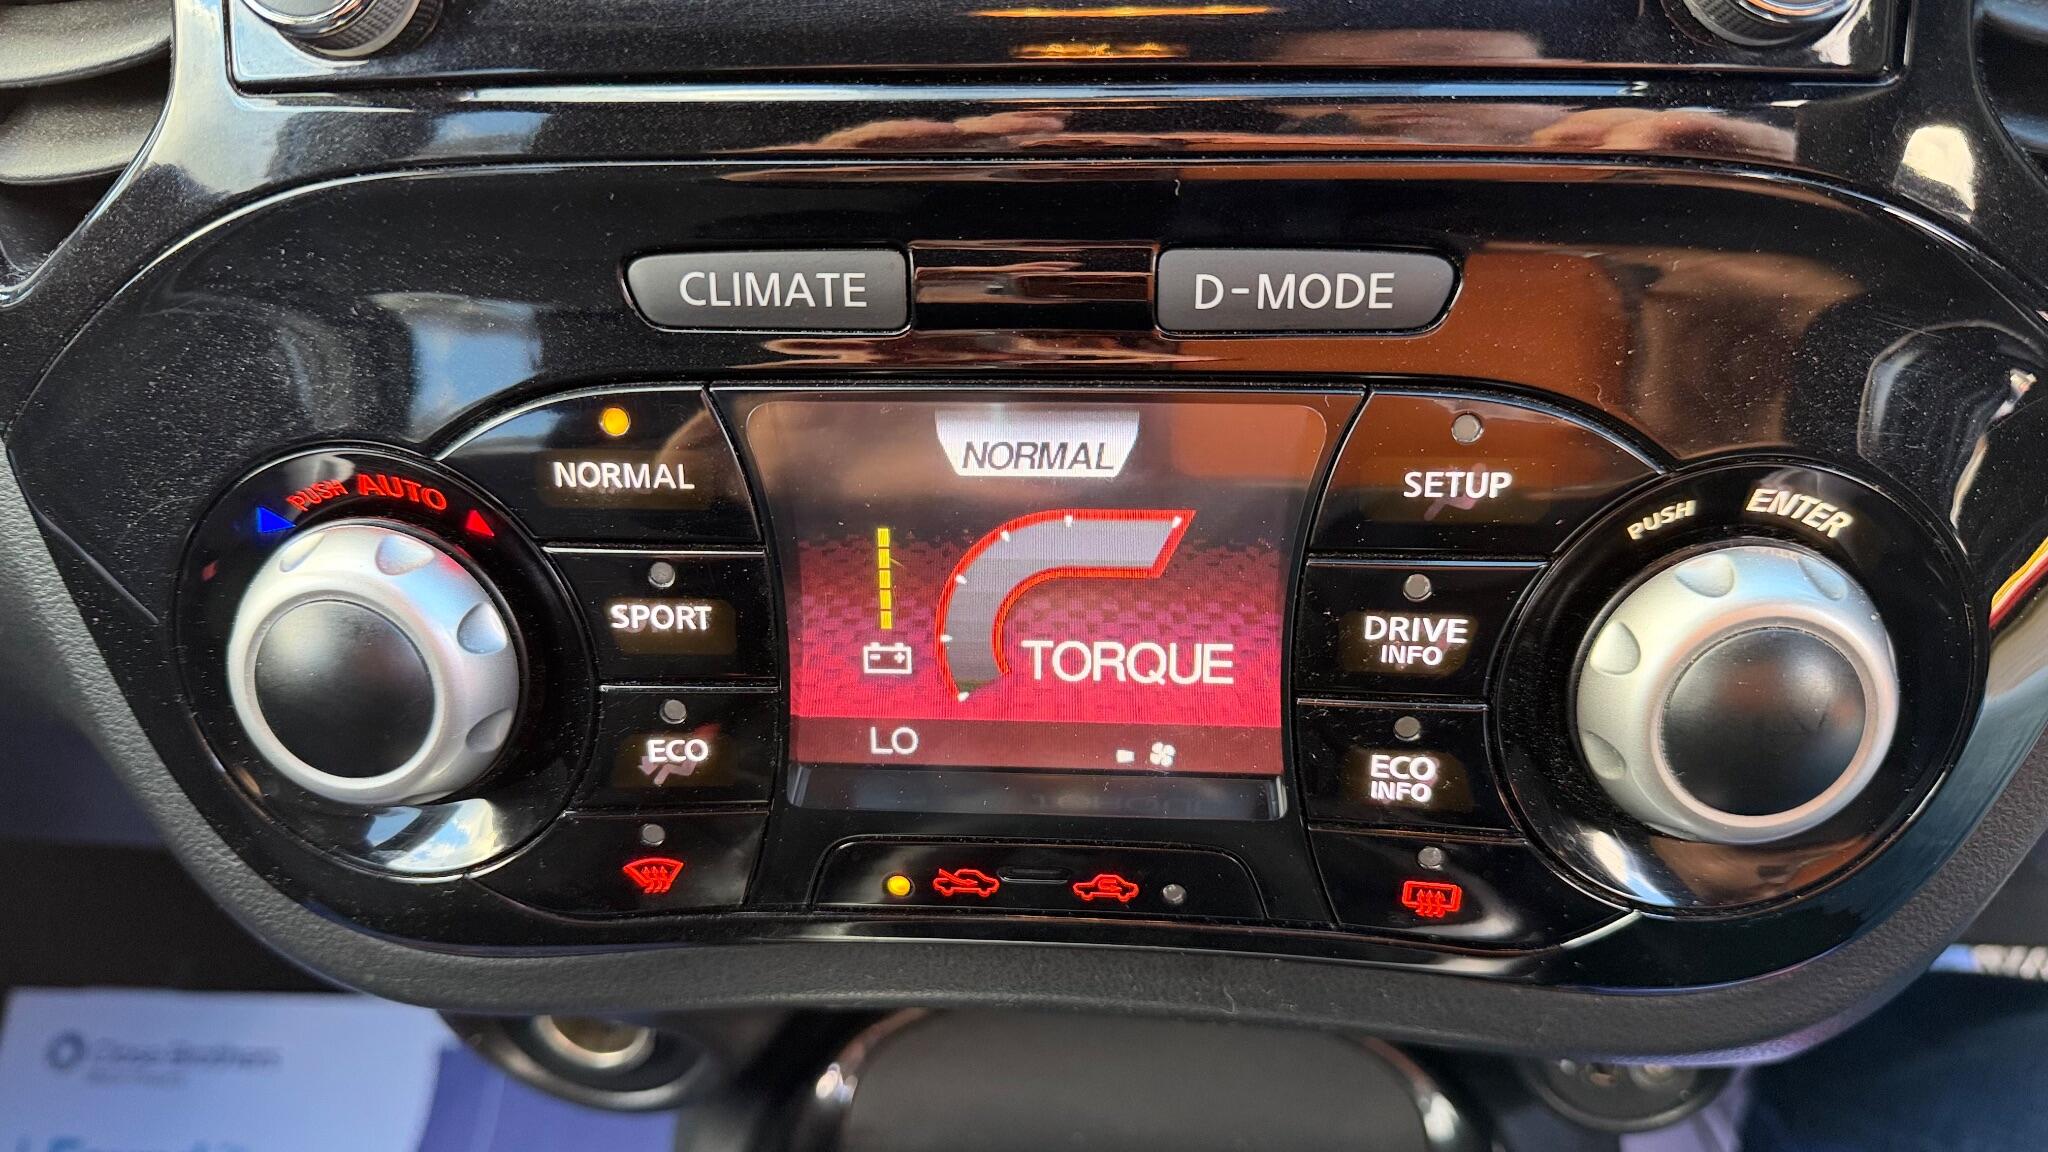 CLIMATE
D-MODE
NORMAL
NORMAL
SETUP
PUSH AUTO
PUSH ENTER
SPORT
DRIVE
INFO
TORQUE
ECO
LO
ECO
INFO